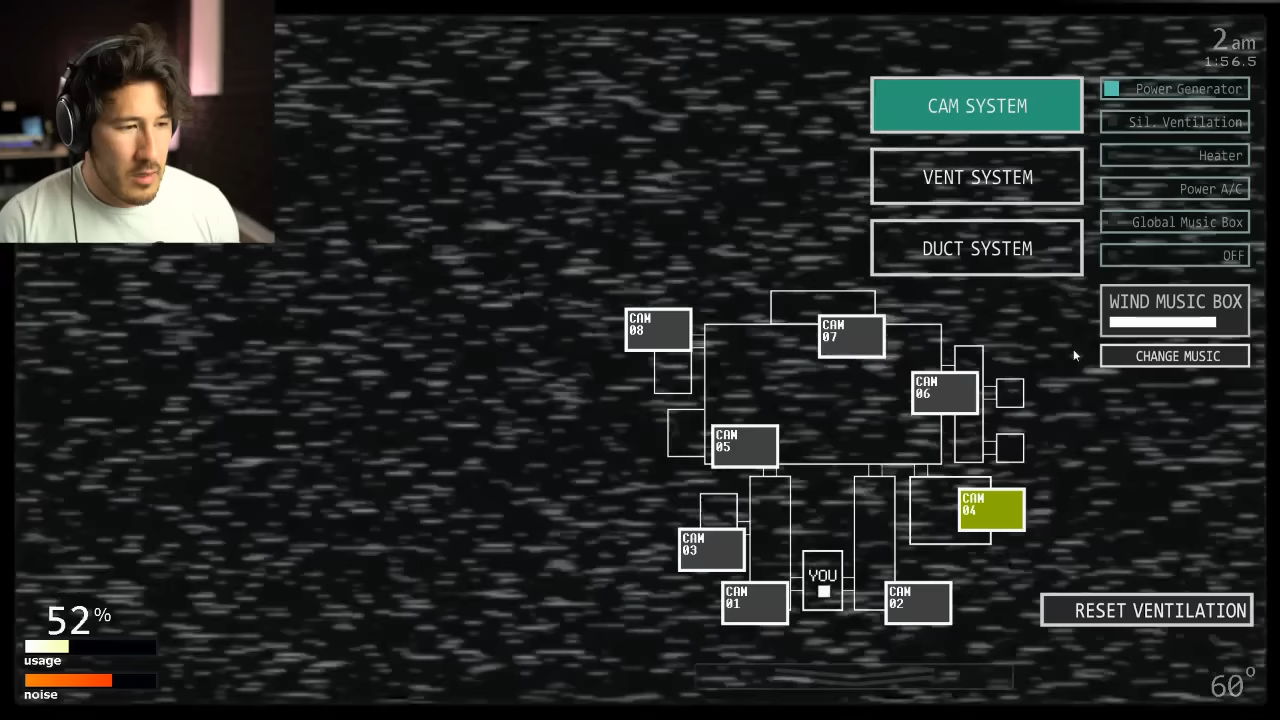 2 am
1:56.5
CAM SYSTEM
Power Generator
Sil. Ventilation
Heater
VENT SYSTEM
Power A/C
Global Music Box
DUCT SYSTEM
OFF
WIND MUSIC BOX
CHANGE MUSIC
CAM
08
CAM
07
CAM
06
CAM
05
CAM
04
CAM
03
YOU
CAM
01
CAM
02
RESET VENTILATION
52%
usage
noise
60°